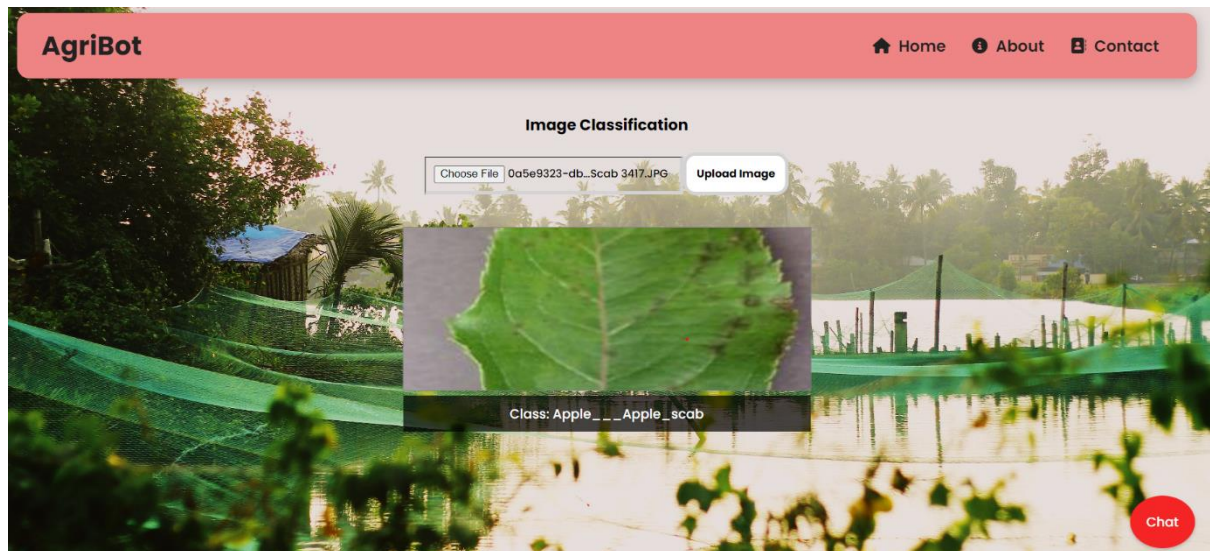 AgriBot
Home About Contact
Image Classification
Choose File 0a5e9323-db...Scab 3417.JPG Upload Image
Class: Apple___Apple_scab
Chat